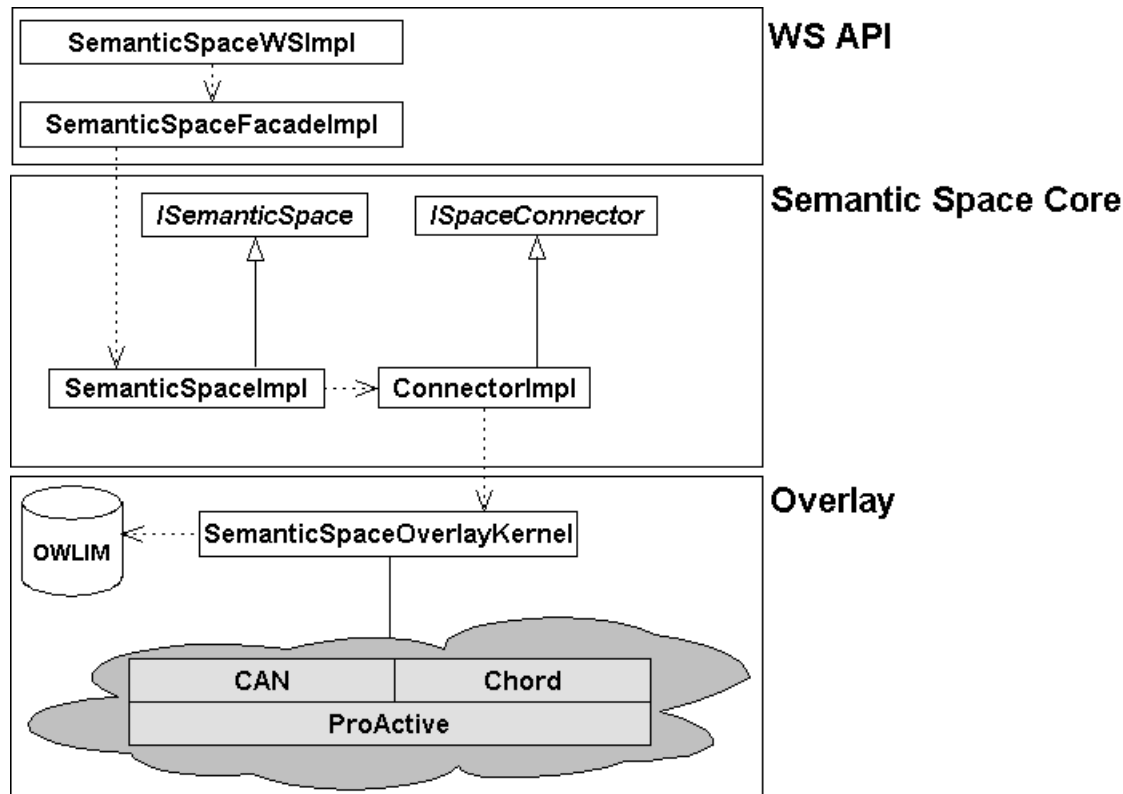 SemanticSpaceWSImpl
WS API
SemanticSpaceFacadeImpl
ISemanticSpace
ISpaceConnector
Semantic Space Core
SemanticSpaceImpl
ConnectorImpl
Overlay
SemanticSpaceOverlayKernel
OWLIM
CAN
Chord
ProActive